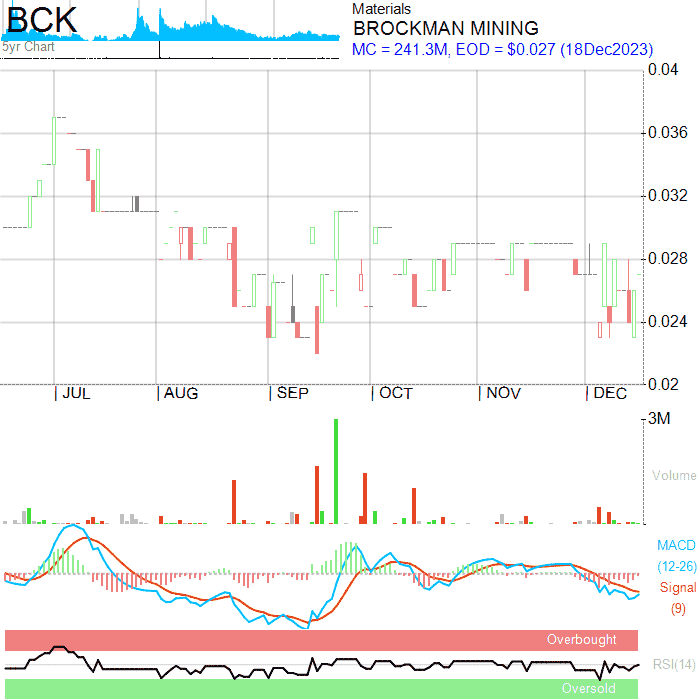 BCK
5yr Chart
Materials
BROCKMAN MINING
MC = 241.3M, EOD = $0.027 (18Dec2023)
0.04
0.036
0.032
0.028
0.024
0.02
JUL
AUG
SEP
OCT
NOV
DEC
3M
Volume
MACD
(12-26)
Signal
(9)
Overbought
RSI(14)
Oversold